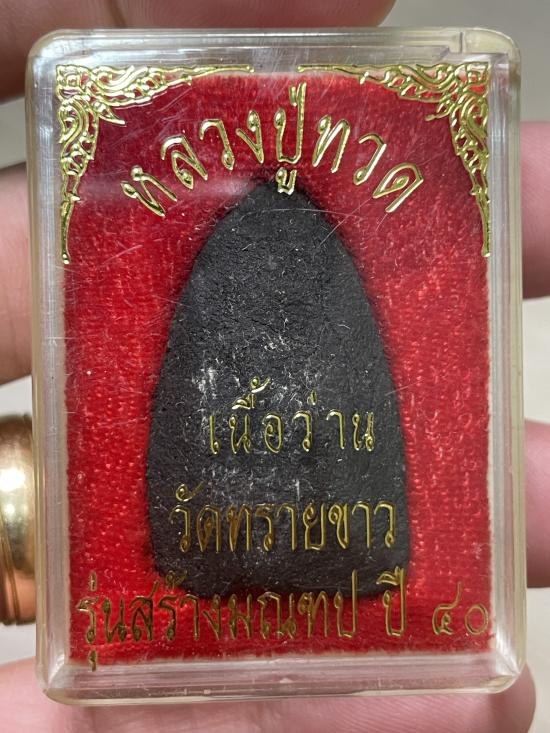 หลวงปู่ทวด
เนื้อว่าน
วัดทรายขาว
รุ่นสร้างมณฑป ปี ๔๐